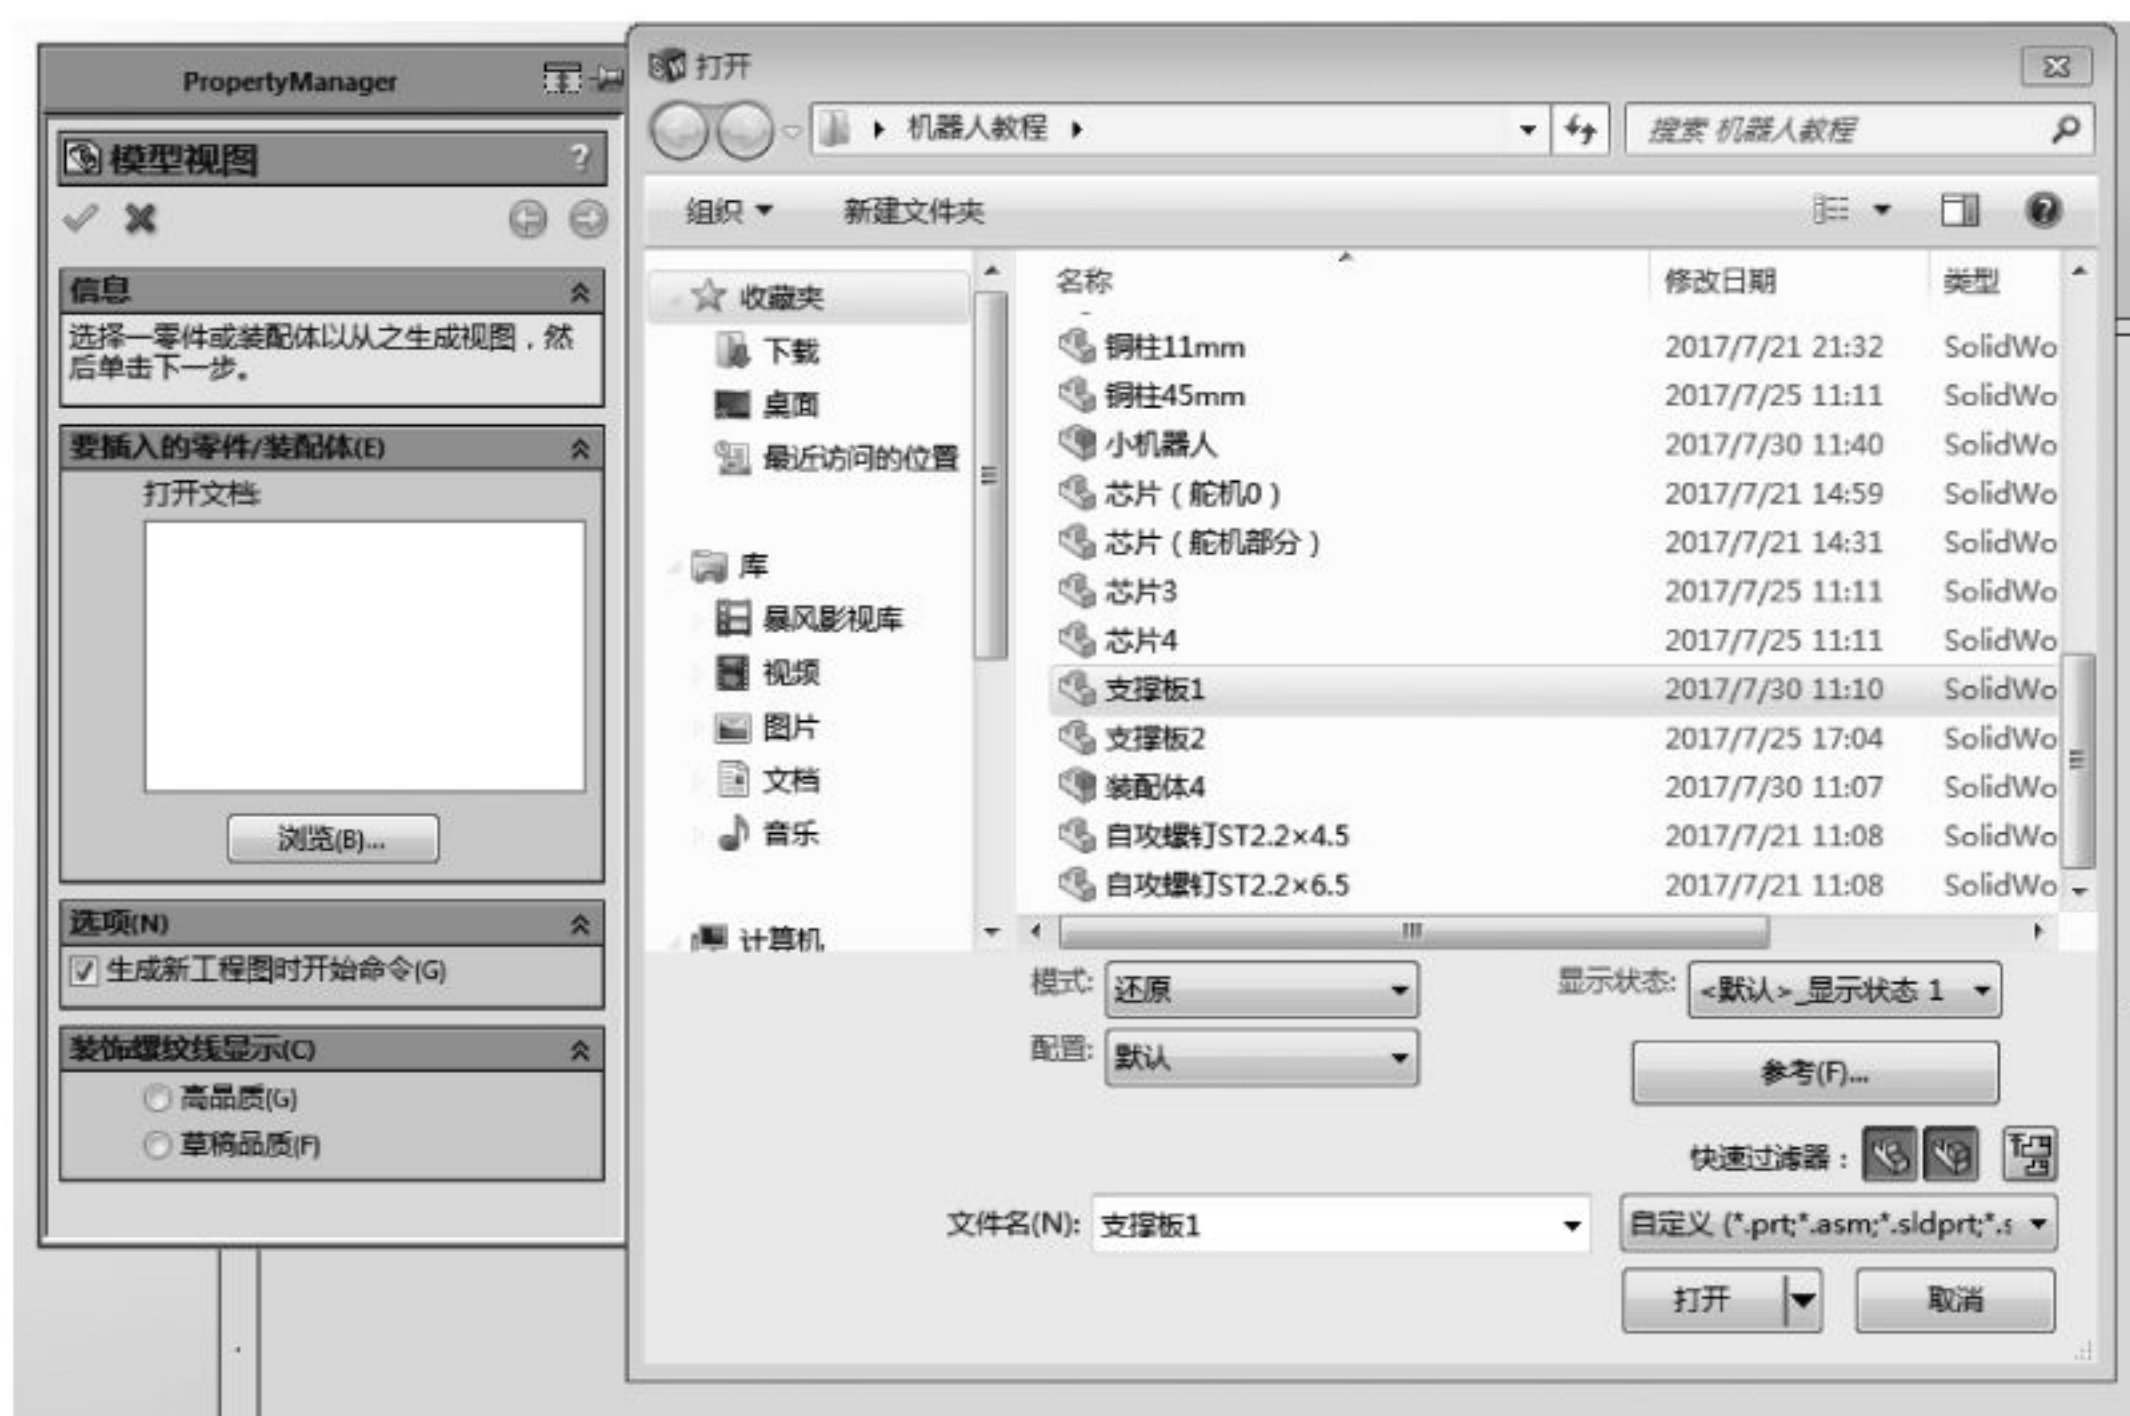 PropertyManager
模型视图
?
信息
选择一零件或装配体以从之生成视图，然
后单击下一步。
要插入的零件/装配体(E)
打开文档:
浏览(B)...
选项(N)
生成新工程图时开始命令(G)
装饰螺纹线显示(C)
高品质(G)
草稿品质(F)
打开
机器人教程
搜索 机器人教程
组织
新建文件夹
收藏夹
下载
桌面
最近访问的位置
库
暴风影视库
视频
图片
文档
音乐
计算机
名称 修改日期 类型
铜柱11mm 2017/7/21 21:32 SolidWo
铜柱45mm 2017/7/25 11:11 SolidWo
小机器人 2017/7/30 11:40 SolidWo
芯片（舵机0） 2017/7/21 14:59 SolidWo
芯片（舵机部分） 2017/7/21 14:31 SolidWo
芯片3 2017/7/25 11:11 SolidWo
芯片4 2017/7/25 11:11 SolidWo
支撑板1 2017/7/30 11:10 SolidWo
支撑板2 2017/7/25 17:04 SolidWo
装配体4 2017/7/30 11:07 SolidWo
自攻螺钉ST2.2×4.5 2017/7/21 11:08 SolidWo
自攻螺钉ST2.2×6.5 2017/7/21 11:08 SolidWo
模式: 还原
显示状态: <默认>_显示状态 1
配置: 默认
参考(F)...
快速过滤器：
文件名(N): 支撑板1
自定义 (*.prt;*.asm;*.sldprt;*.s
打开
取消